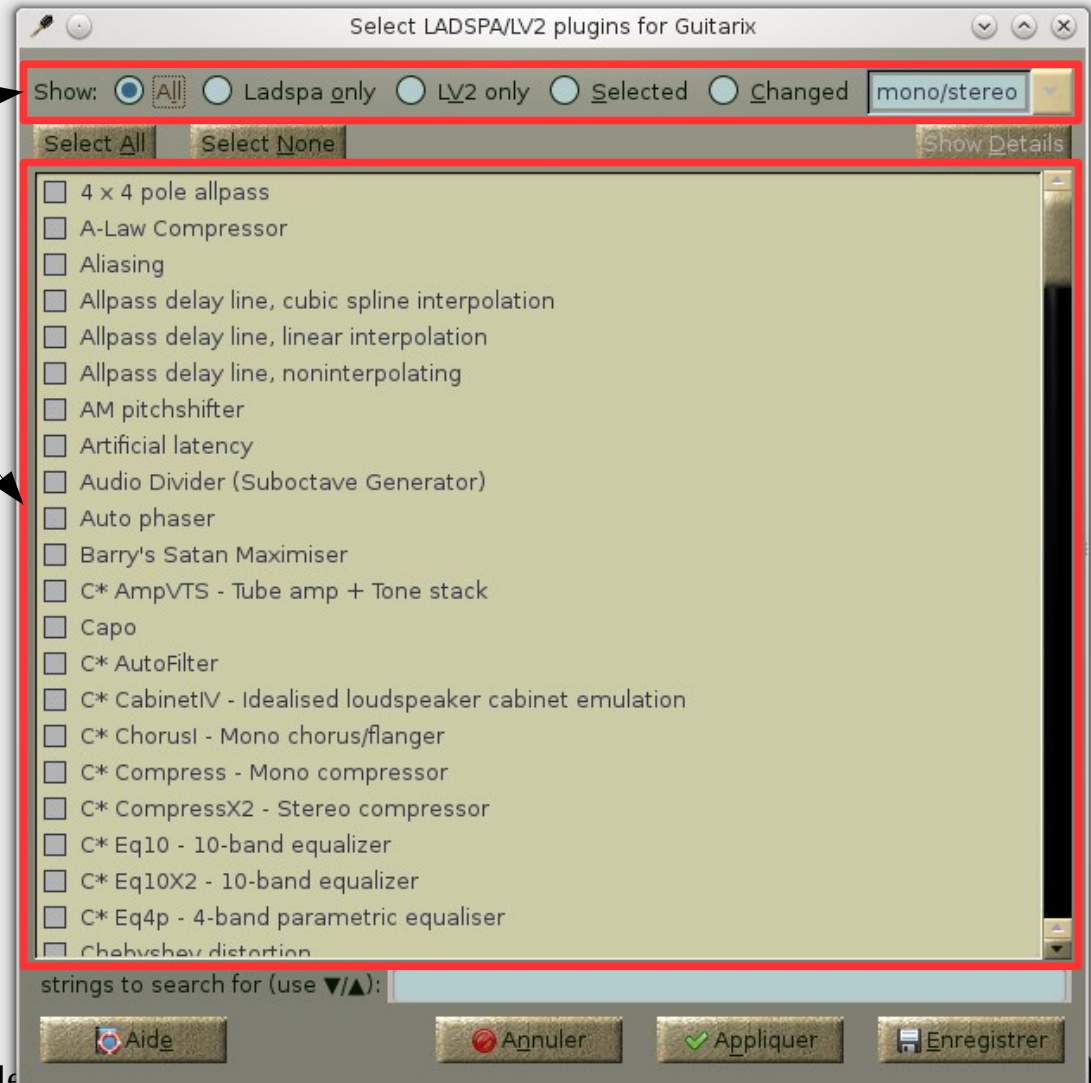 Select LADSPA/LV2 plugins for Guitarix
Show: All Ladspa only LV2 only Selected Changed mono/stereo
Select All Select None Show Details
4 x 4 pole allpass
A-Law Compressor
Aliasing
Allpass delay line, cubic spline interpolation
Allpass delay line, linear interpolation
Allpass delay line, noninterpolating
AM pitchshifter
Artificial latency
Audio Divider (Suboctave Generator)
Auto phaser
Barry's Satan Maximiser
C* AmpVTS - Tube amp + Tone stack
Capo
C* AutoFilter
C* CabinetIV - Idealised loudspeaker cabinet emulation
C* ChorusI - Mono chorus/flanger
C* Compress - Mono compressor
C* CompressX2 - Stereo compressor
C* Eq10 - 10-band equalizer
C* Eq10X2 - 10-band equalizer
C* Eq4p - 4-band parametric equaliser
Chebyshev distortion
strings to search for (use ▼/▲):
Aide Annuler Appliquer Enregistrer